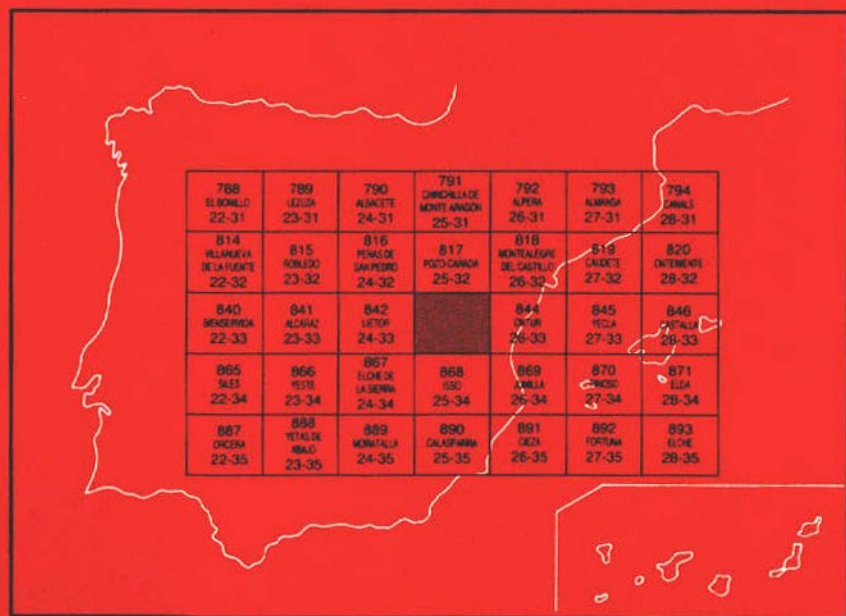 788
EL BONILLO
22-31
789
LEZUZA
23-31
790
ALBACETE
24-31
791
CHINCHILLA DE
MONTE ARAGON
25-31
792
ALPERA
26-31
793
ALMANSA
27-31
794
CANALS
28-31
814
VILLANUEVA
DE LA FUENTE
22-32
815
ROBLEDO
23-32
816
PEÑAS DE
SAN PEDRO
24-32
817
POZO-CAÑADA
25-32
818
MONTEALEGRE
DEL CASTILLO
26-32
819
CAUDETE
27-32
820
ONTENIENTE
28-32
840
BIENSERVIDA
22-33
841
ALCARAZ
23-33
842
LIETOR
24-33
844
ONTUR
26-33
845
YECLA
27-33
846
CASTALLA
28-33
865
SILES
22-34
866
YESTE
23-34
867
ELCHE DE
LA SIERRA
24-34
868
ISSO
25-34
869
JUMILLA
26-34
870
PINOSO
27-34
871
ELDA
28-34
887
ORCERA
22-35
888
YETAS DE
ABAJO
23-35
889
MORATALLA
24-35
890
CALASPARRA
25-35
891
CIEZA
26-35
892
FORTUNA
27-35
893
ELCHE
28-35